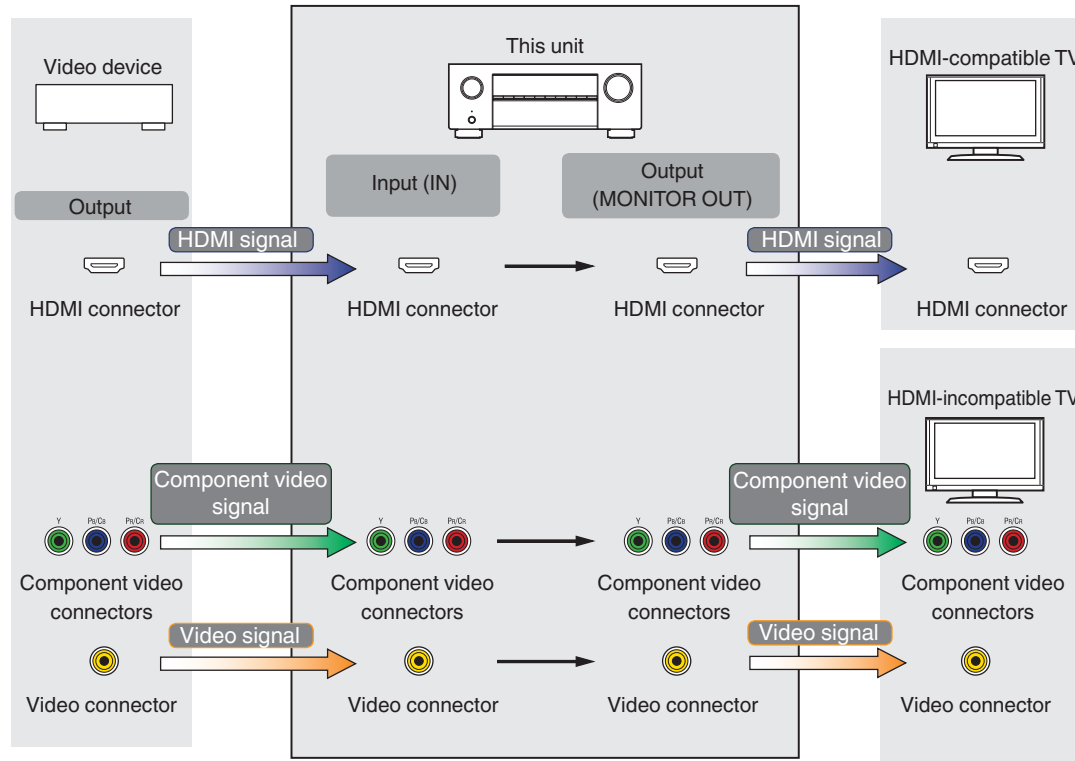 Video device
This unit
HDMI-compatible TV
Input (IN)
Output
(MONITOR OUT)
Output
HDMI signal
HDMI signal
HDMI connector
HDMI connector
HDMI connector
HDMI connector
HDMI-incompatible TV
Component video
signal
Component video
signal
Y PB/CB PR/CR
Y PB/CB PR/CR
Y PB/CB PR/CR
Y PB/CB PR/CR
Component video
connectors
Component video
connectors
Component video
connectors
Component video
connectors
Video signal
Video signal
Video connector
Video connector
Video connector
Video connector